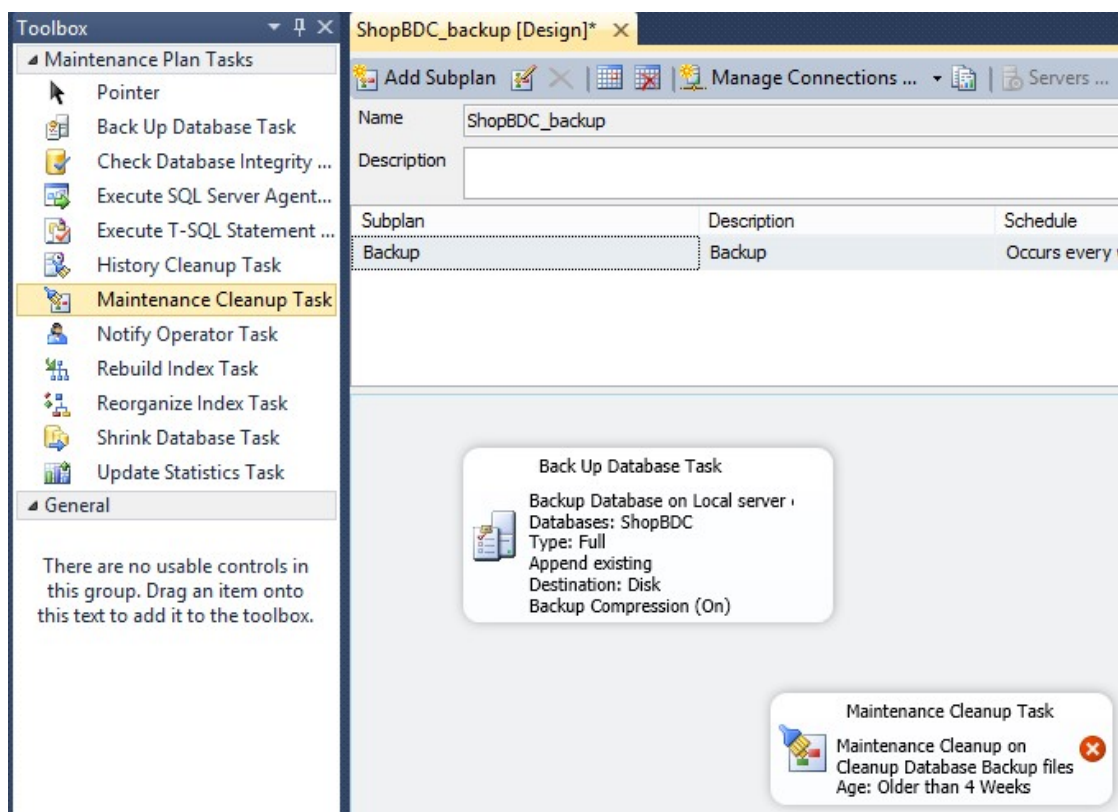 Toolbox
Maintenance Plan Tasks
Pointer
Back Up Database Task
Check Database Integrity ...
Execute SQL Server Agent...
Execute T-SQL Statement ...
History Cleanup Task
Maintenance Cleanup Task
Notify Operator Task
Rebuild Index Task
Reorganize Index Task
Shrink Database Task
Update Statistics Task
General
There are no usable controls in
this group. Drag an item onto
this text to add it to the toolbox.
ShopBDC_backup [Design]*
Add Subplan Manage Connections ... Servers ...
Name ShopBDC_backup
Description
Subplan Description Schedule
Backup Backup Occurs every
Back Up Database Task
Backup Database on Local server
Databases: ShopBDC
Type: Full
Append existing
Destination: Disk
Backup Compression (On)
Maintenance Cleanup Task
Maintenance Cleanup on
Cleanup Database Backup files
Age: Older than 4 Weeks